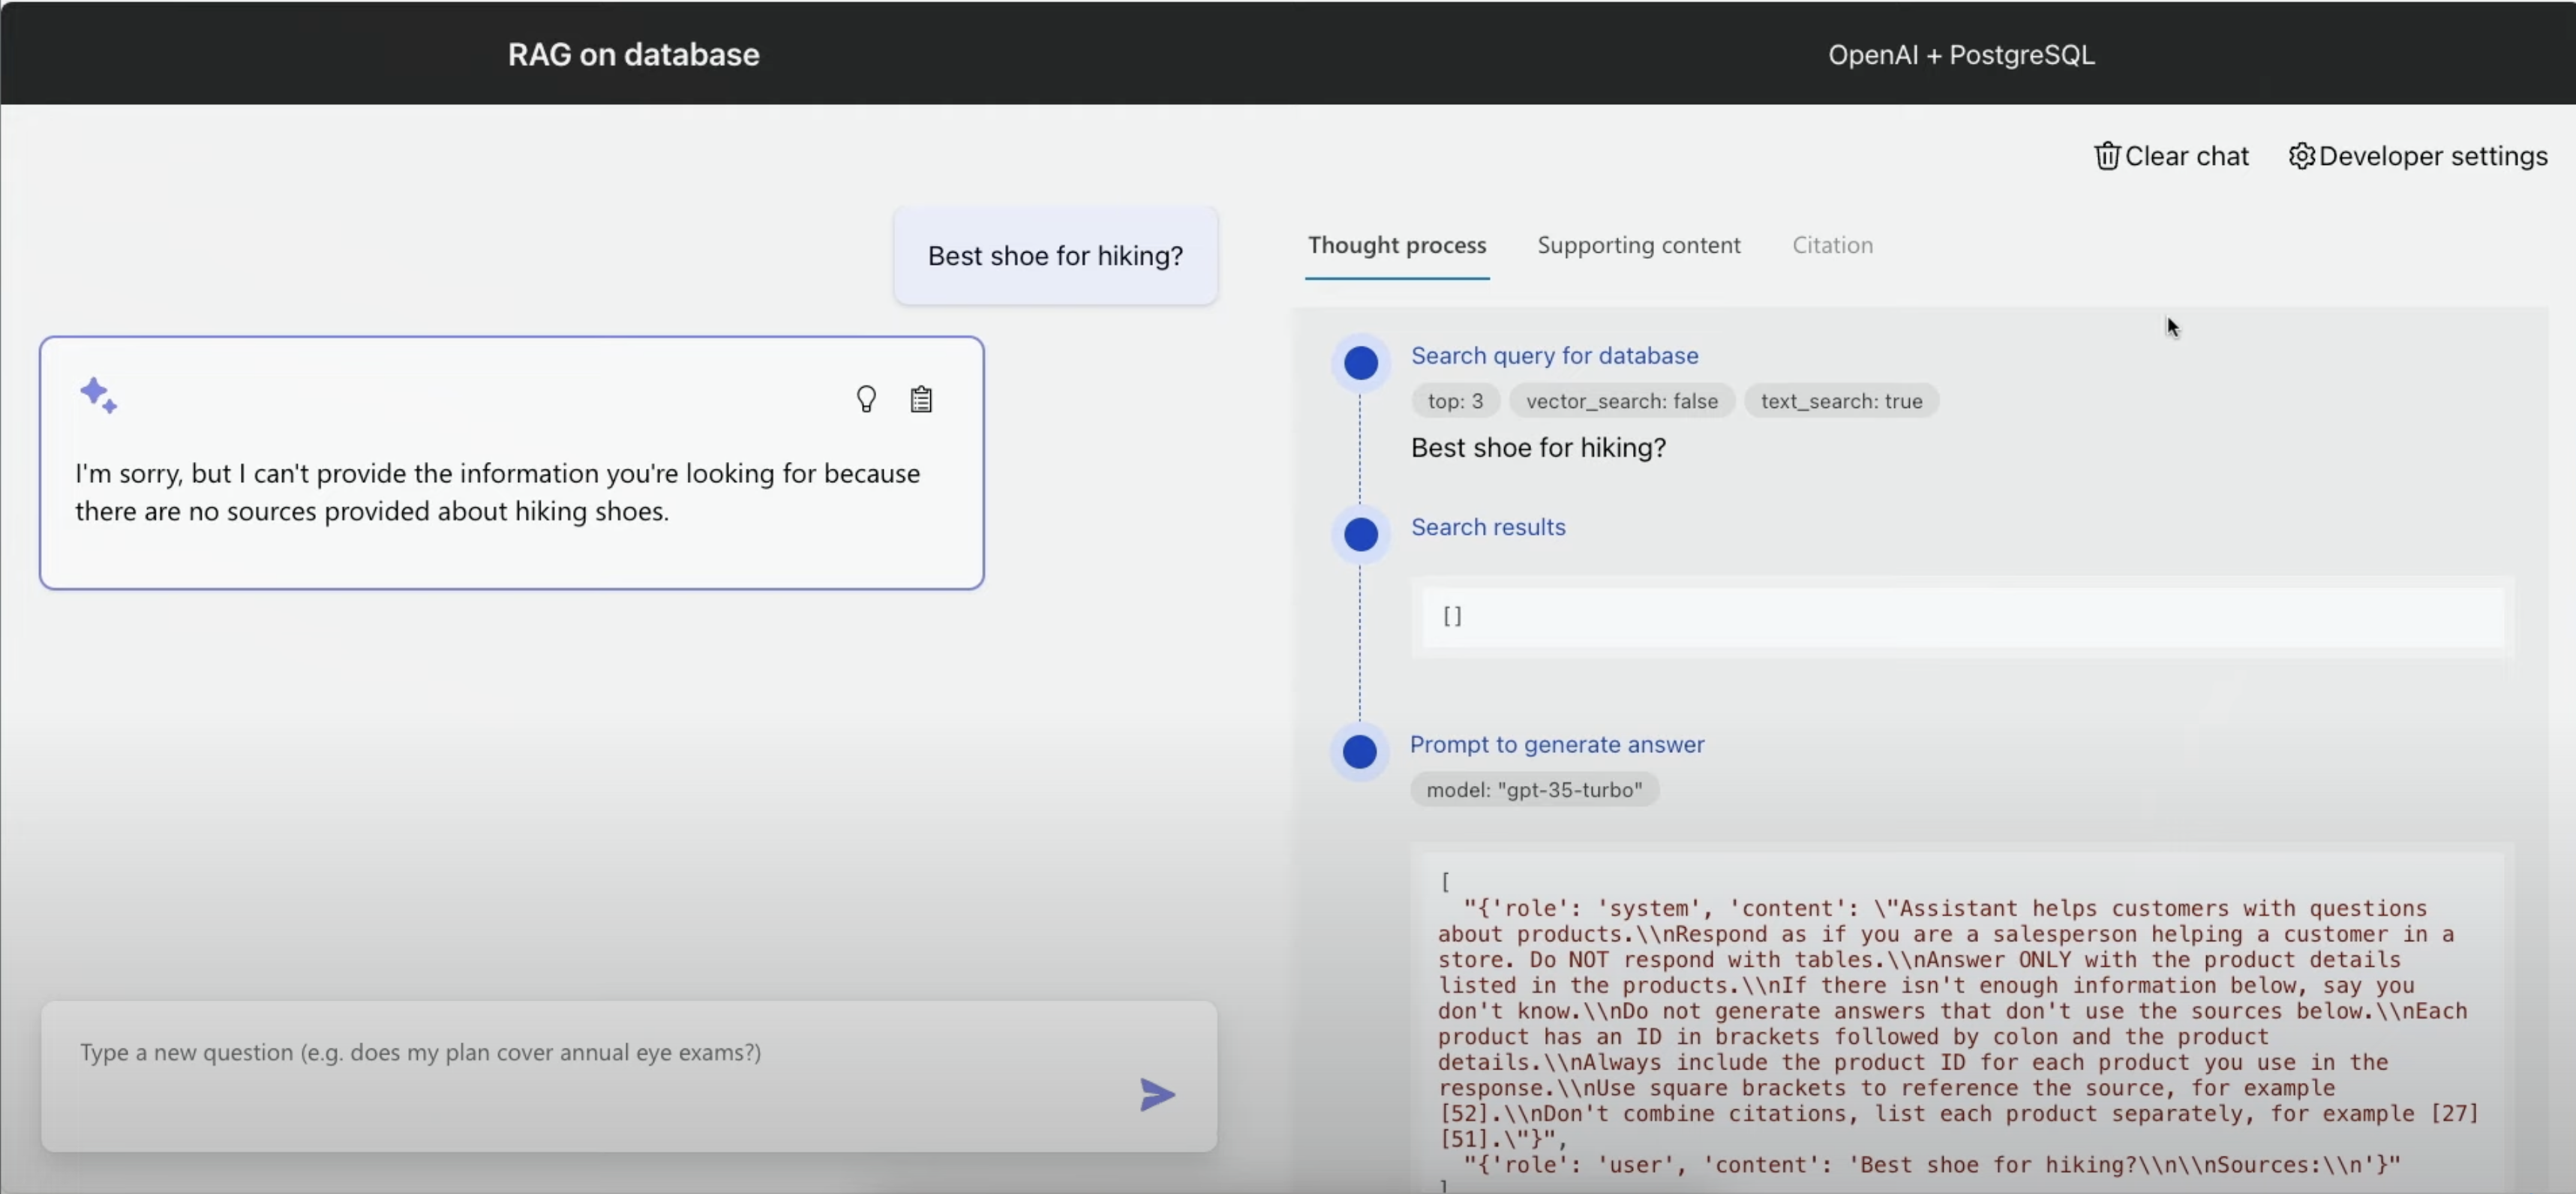 RAG on database
OpenAI + PostgreSQL
Clear chat
Developer settings
Best shoe for hiking?
I'm sorry, but I can't provide the information you're looking for because
there are no sources provided about hiking shoes.
Type a new question (e.g. does my plan cover annual eye exams?)
Thought process
Supporting content
Citation
Search query for database
top: 3
vector_search: false
text_search: true
Best shoe for hiking?
Search results
[]
Prompt to generate answer
model: "gpt-35-turbo"
[
"{'role': 'system', 'content': \"Assistant helps customers with questions
about products.\\nRespond as if you are a salesperson helping a customer in a
store. Do NOT respond with tables.\\nAnswer ONLY with the product details
listed in the products.\\nIf there isn't enough information below, say you
don't know.\\nDo not generate answers that don't use the sources below.\\nEach
product has an ID in brackets followed by colon and the product
details.\\nAlways include the product ID for each product you use in the
response.\\nUse square brackets to reference the source, for example
[52].\\nDon't combine citations, list each product separately, for example [27]
[51].\"}",
"{'role': 'user', 'content': 'Best shoe for hiking?\\n\\nSources:\\n'}"
]